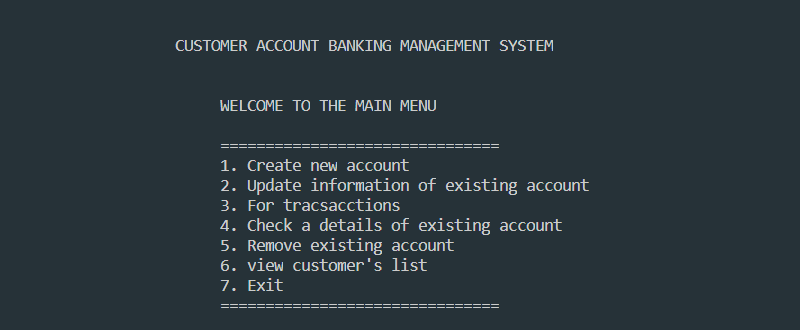 CUSTOMER ACCOUNT BANKING MANAGEMENT SYSTEM
WELCOME TO THE MAIN MENU
===============================
1. Create new account
2. Update information of existing account
3. For tracsacctions
4. Check a details of existing account
5. Remove existing account
6. view customer's list
7. Exit
===============================